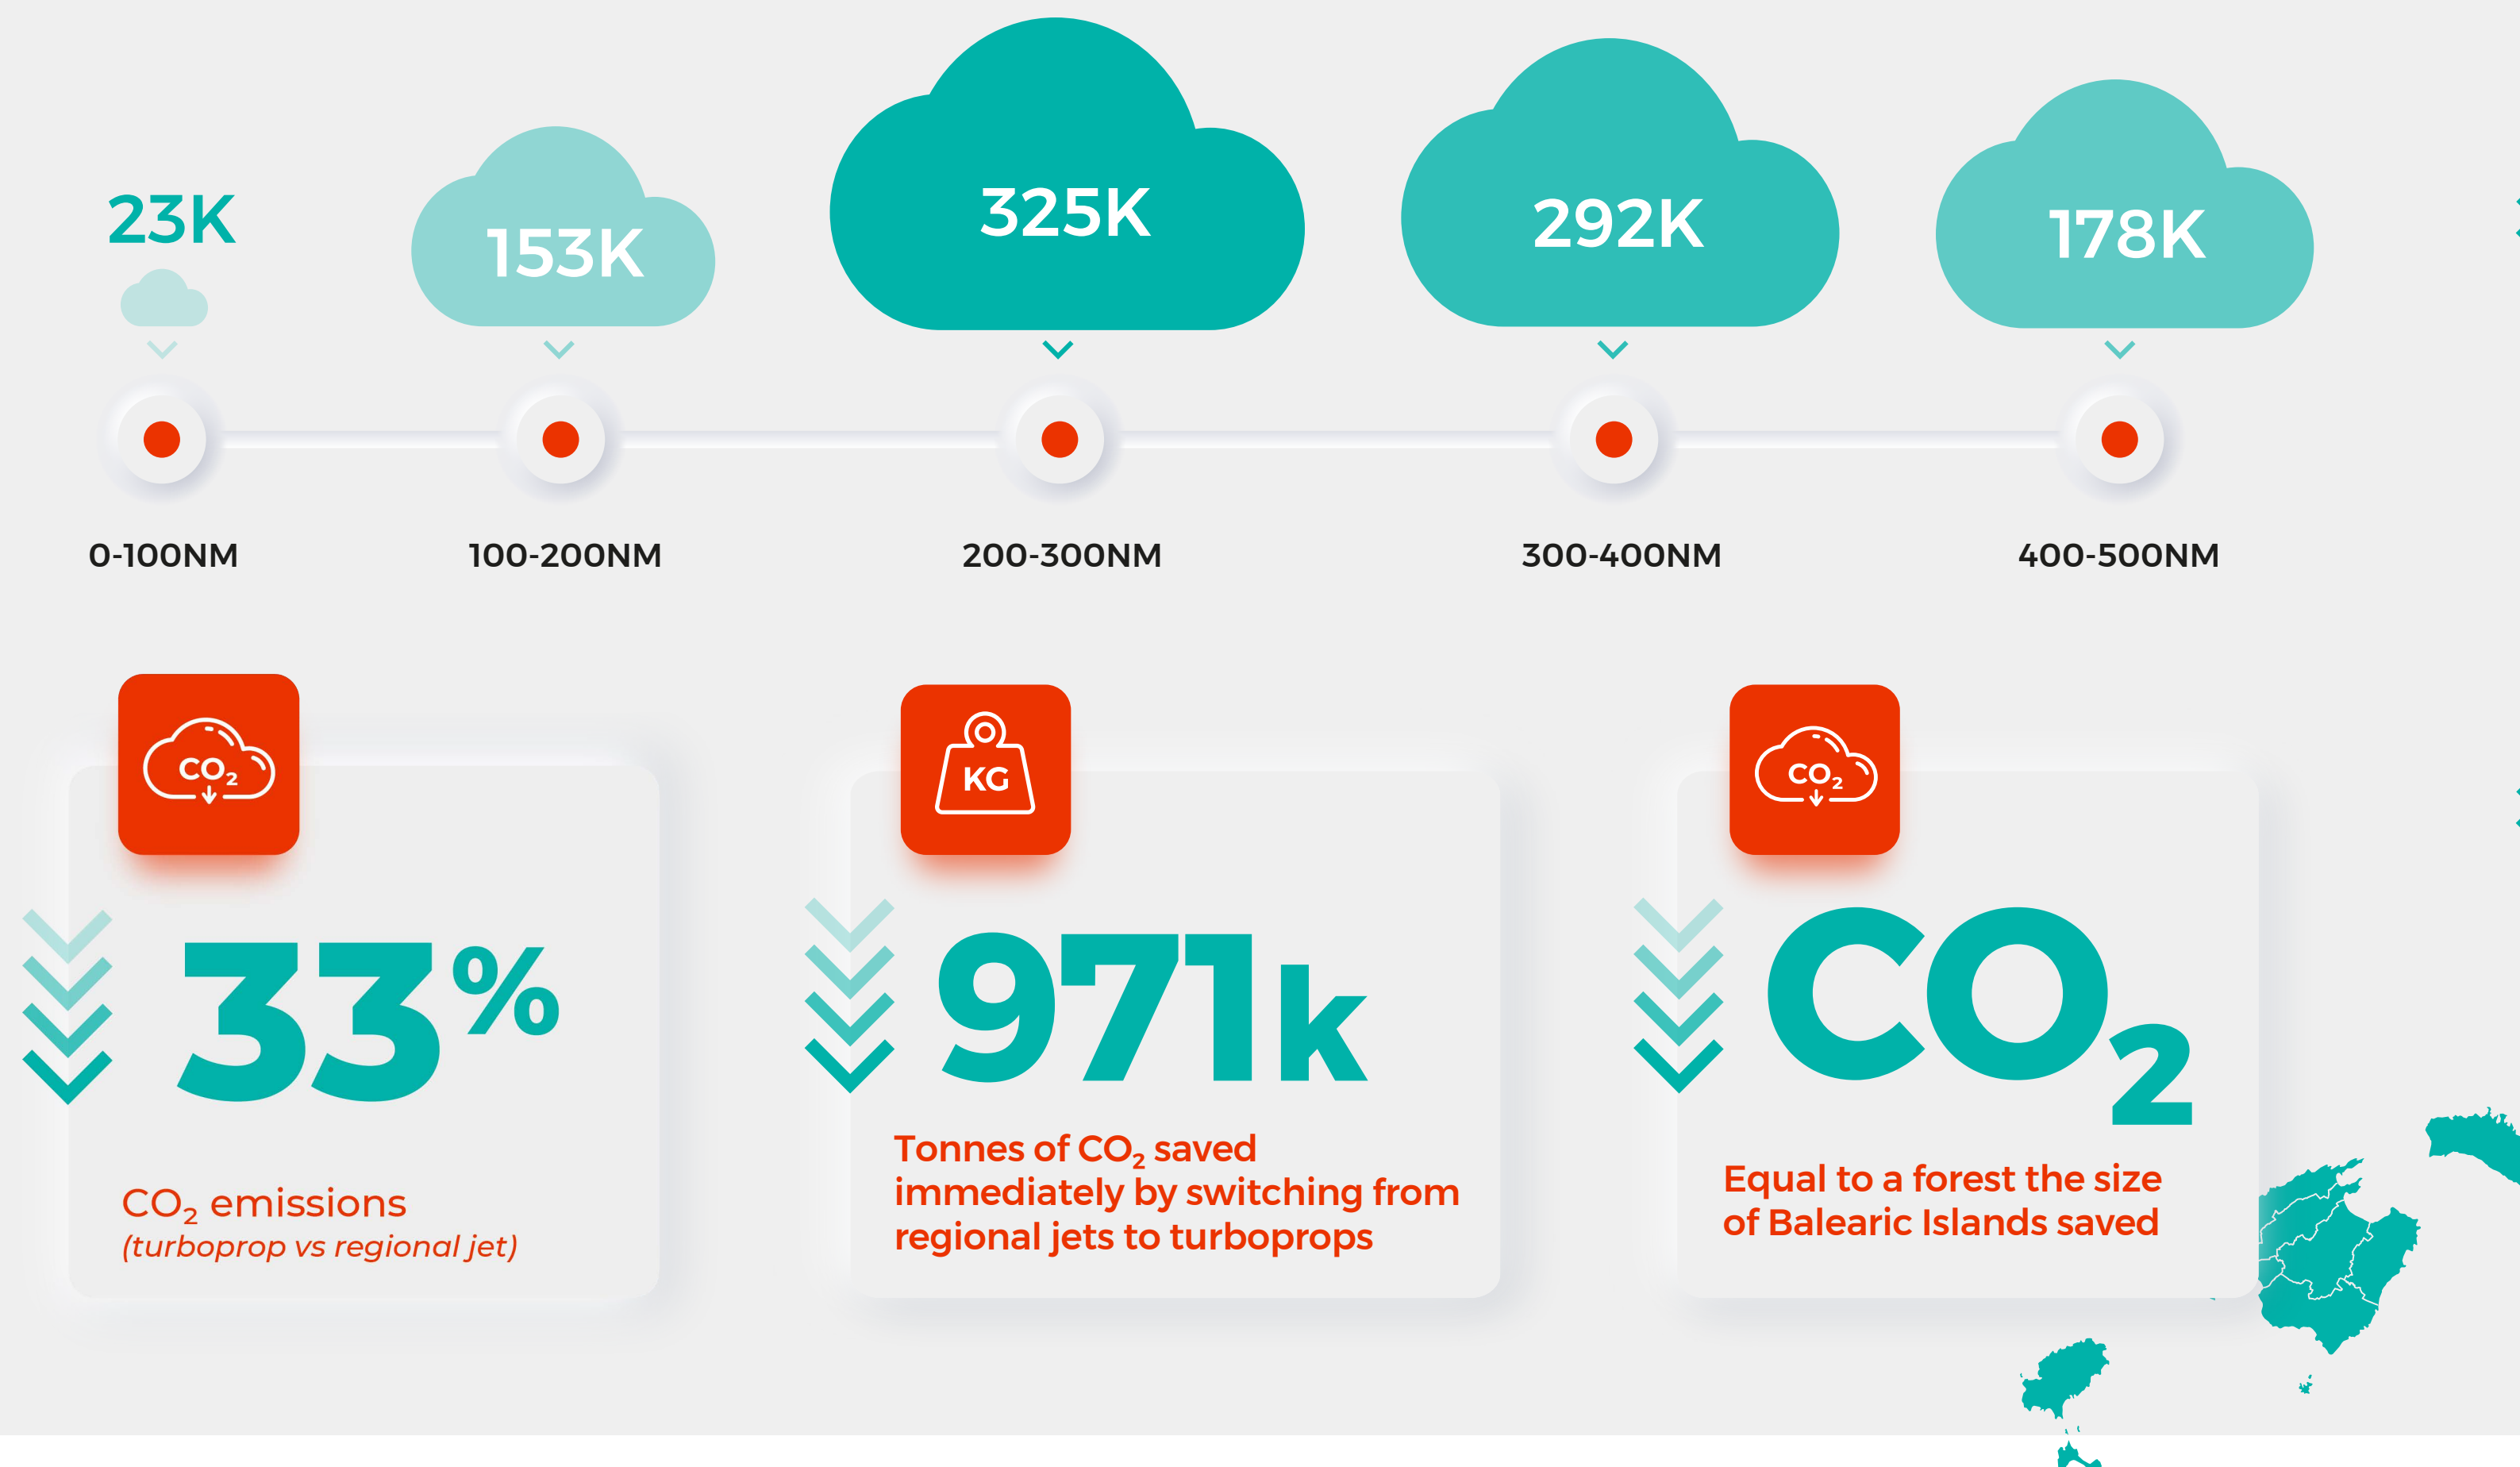 23K
153K
325K
292K
178K
0-100NM
100-200NM
200-300NM
300-400NM
400-500NM
CO₂
33%
CO₂ emissions
(turboprop vs regional jet)
KG
971k
Tonnes of CO₂ saved
immediately by switching from
regional jets to turboprops
CO₂
CO₂
Equal to a forest the size
of Balearic Islands saved